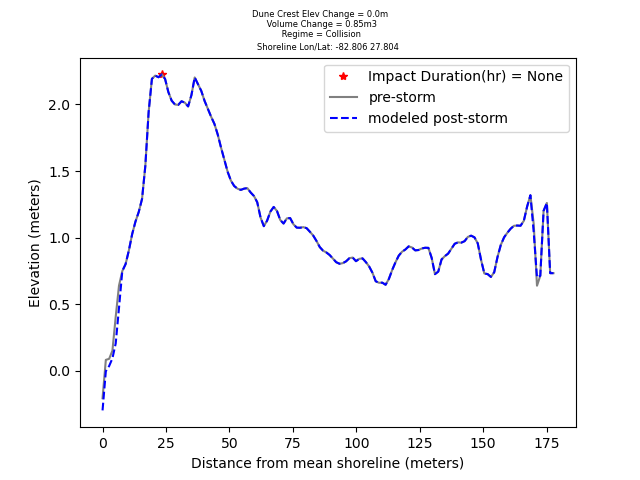 Dune Crest Elev Change = 0.0m
Volume Change = 0.85m3
Regime = Collision
Shoreline Lon/Lat: -82.806 27.804
Impact Duration(hr) = None
pre-storm
modeled post-storm
Elevation (meters)
2.0
1.5
1.0
0.5
0.0
0 25 50 75 100 125 150 175
Distance from mean shoreline (meters)